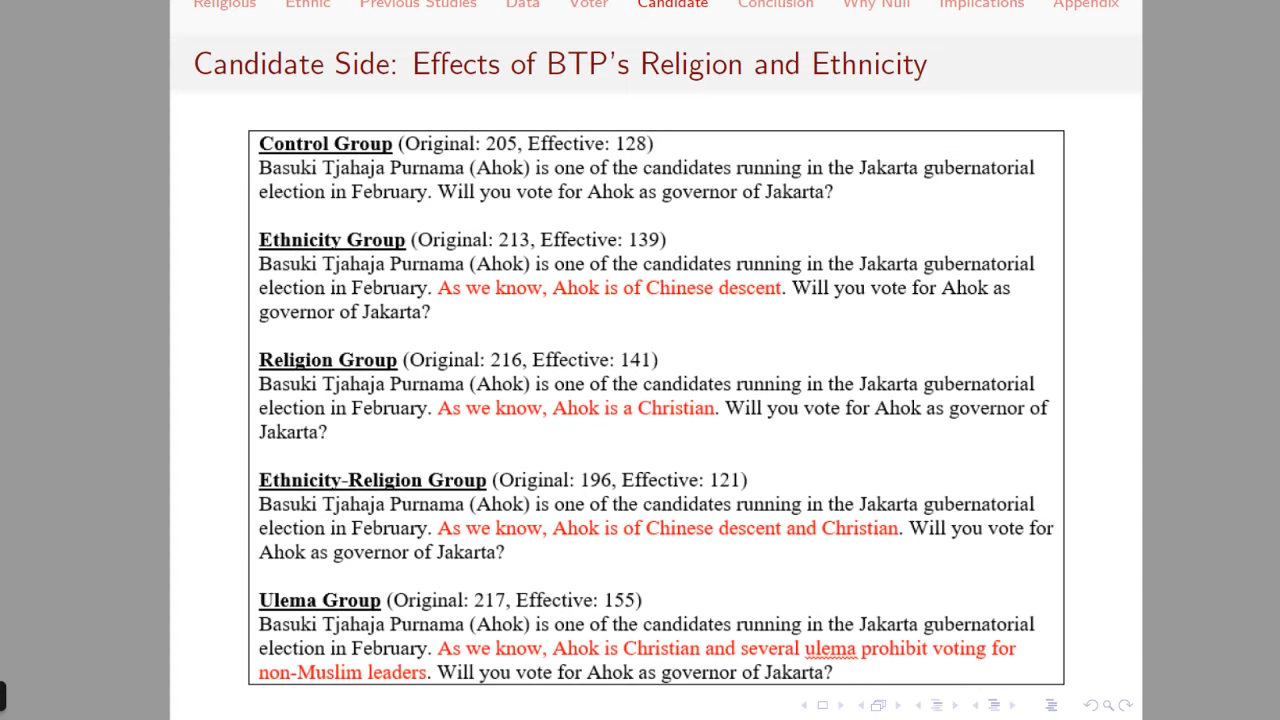 Religious Ethnic Previous Studies Data Voter Candidate Conclusion Why Null Implications Appendix
Candidate Side: Effects of BTP's Religion and Ethnicity
Control Group (Original: 205, Effective: 128)
Basuki Tjahaja Purnama (Ahok) is one of the candidates running in the Jakarta gubernatorial
election in February. Will you vote for Ahok as governor of Jakarta?
Ethnicity Group (Original: 213, Effective: 139)
Basuki Tjahaja Purnama (Ahok) is one of the candidates running in the Jakarta gubernatorial
election in February. As we know, Ahok is of Chinese descent. Will you vote for Ahok as
governor of Jakarta?
Religion Group (Original: 216, Effective: 141)
Basuki Tjahaja Purnama (Ahok) is one of the candidates running in the Jakarta gubernatorial
election in February. As we know, Ahok is a Christian. Will you vote for Ahok as governor of
Jakarta?
Ethnicity-Religion Group (Original: 196, Effective: 121)
Basuki Tjahaja Purnama (Ahok) is one of the candidates running in the Jakarta gubernatorial
election in February. As we know, Ahok is of Chinese descent and Christian. Will you vote for
Ahok as governor of Jakarta?
Ulema Group (Original: 217, Effective: 155)
Basuki Tjahaja Purnama (Ahok) is one of the candidates running in the Jakarta gubernatorial
election in February. As we know, Ahok is Christian and several ulema prohibit voting for
non-Muslim leaders. Will you vote for Ahok as governor of Jakarta?